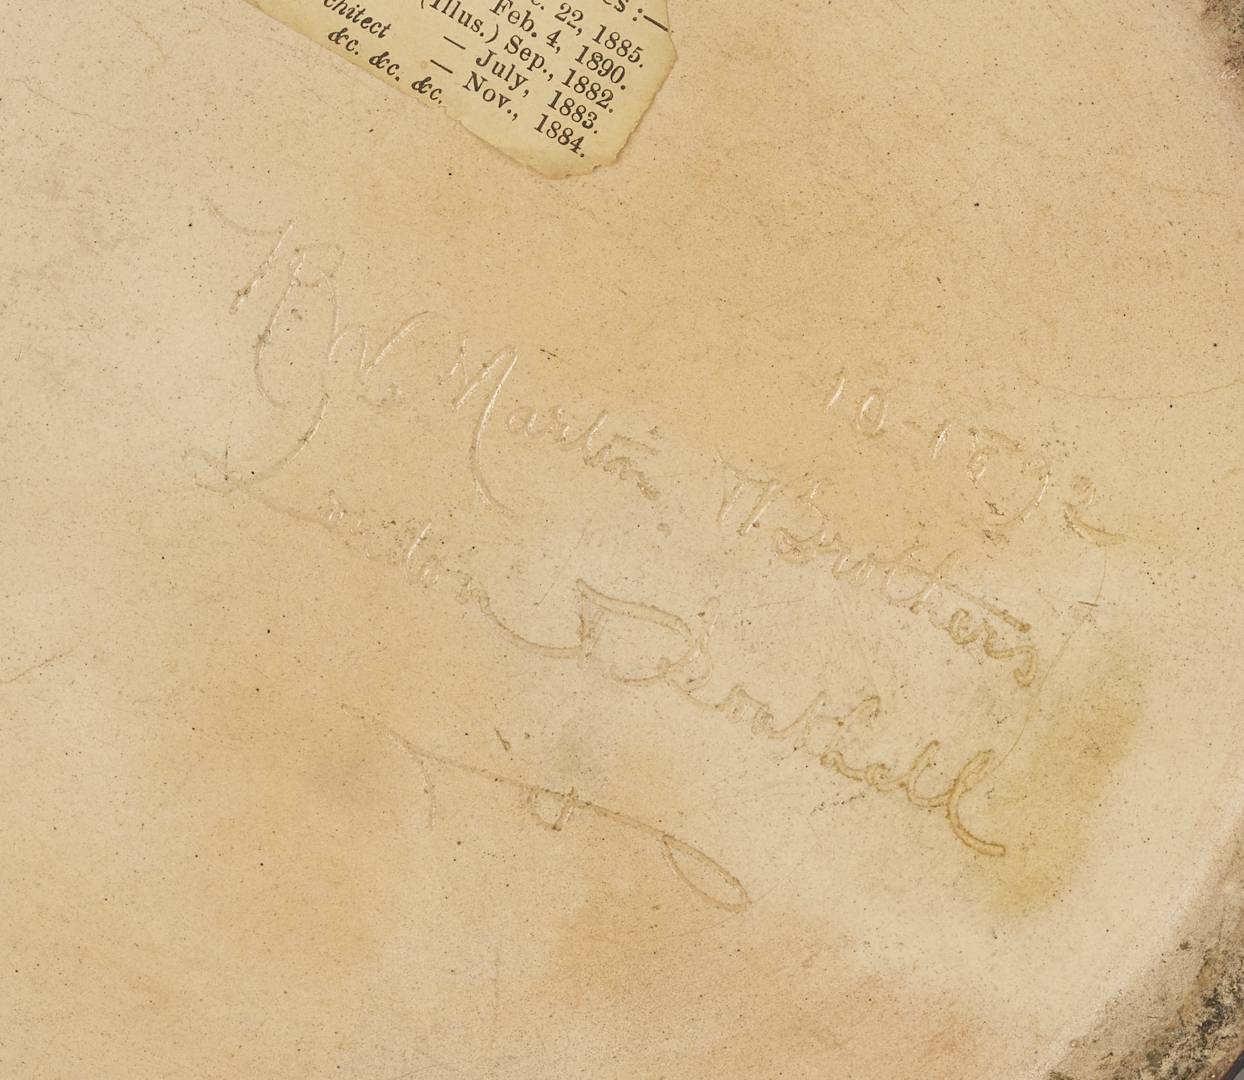 es:—
c. 22, 1885.
Feb. 4, 1890.
(Illus.) Sep., 1882.
chitect — July, 1883.
&c. &c. &c. — Nov., 1884.
10-1892
R W Martin & Brothers
London & Southall